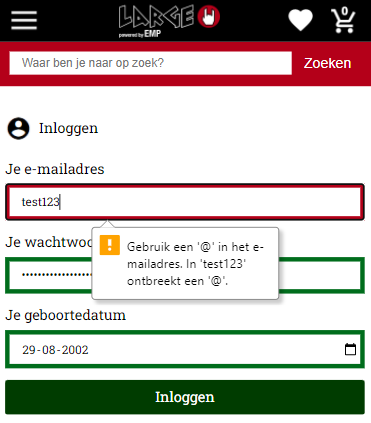 LARGE
powered by EMP
0
Waar ben je naar op zoek?
Zoeken
Inloggen
Je e-mailadres
test123
Gebruik een '@' in het e-
mailadres. In 'test123'
ontbreekt een '@'.
Je wachtwoo
Je geboortedatum
29-08-2002
Inloggen